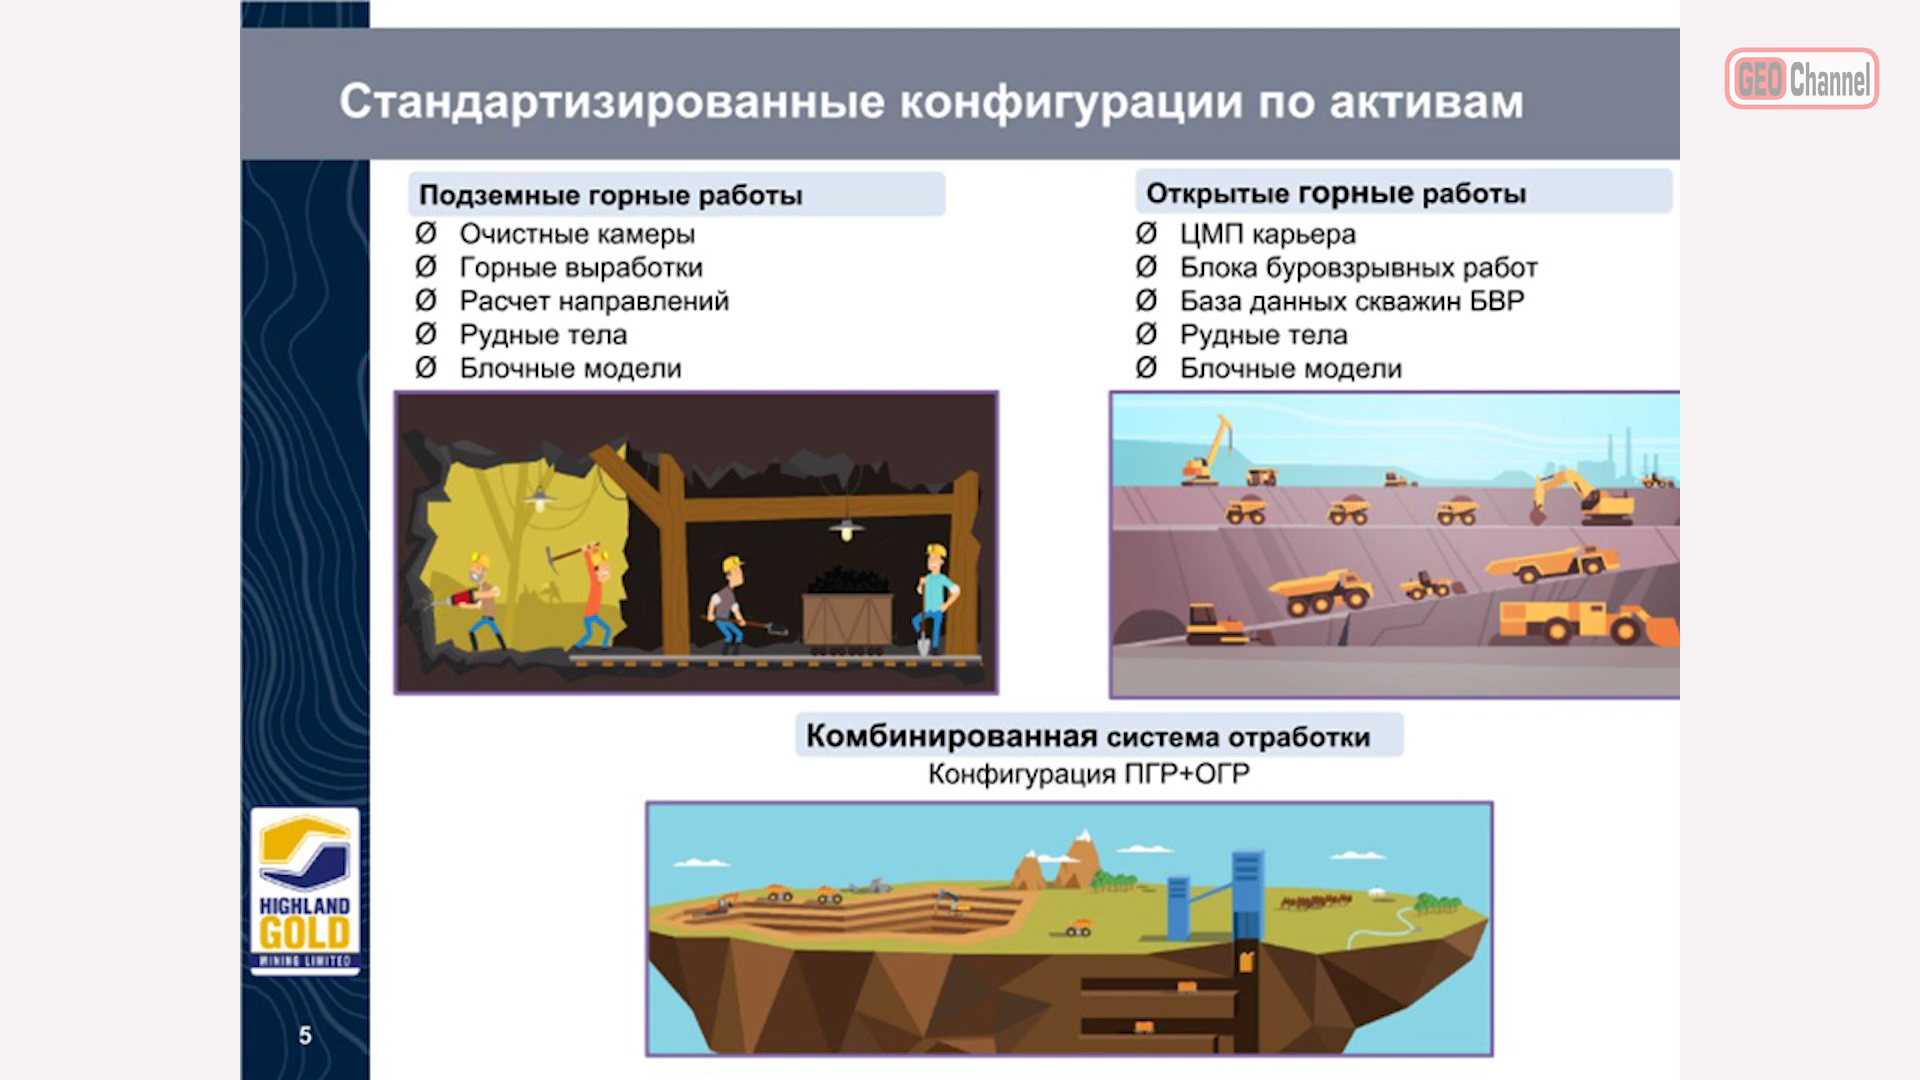 GEO Channel
Стандартизированные конфигурации по активам
Подземные горные работы
Ø Очистные камеры
Ø Горные выработки
Ø Расчет направлений
Ø Рудные тела
Ø Блочные модели
Открытые горные работы
Ø ЦМП карьера
Ø Блока буровзрывных работ
Ø База данных скважин БВР
Ø Рудные тела
Ø Блочные модели
Комбинированная система отработки
Конфигурация ПГР+ОГР
HIGHLAND
GOLD
MINING LIMITED
5